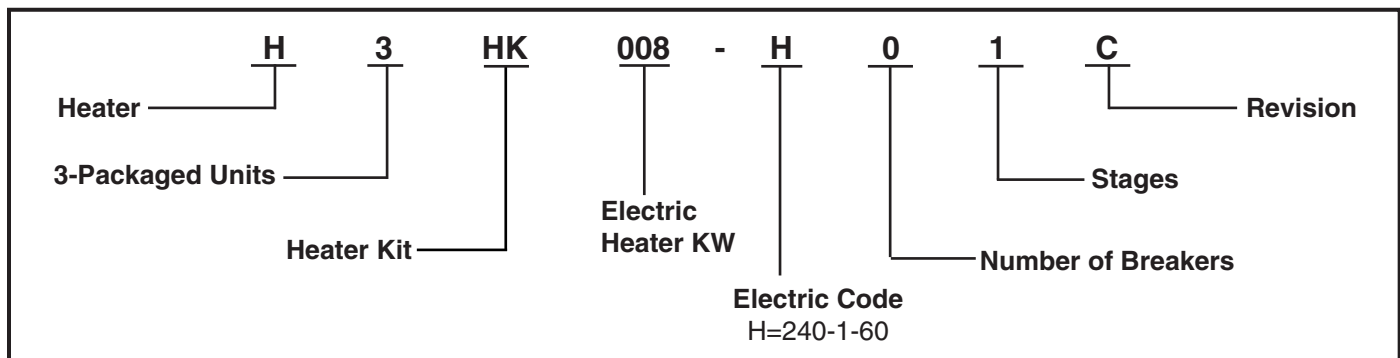 H 3 HK 008 - H 0 1 C
Heater
Revision
3-Packaged Units
Stages
Electric
Heater KW
Heater Kit
Number of Breakers
Electric Code
H=240-1-60